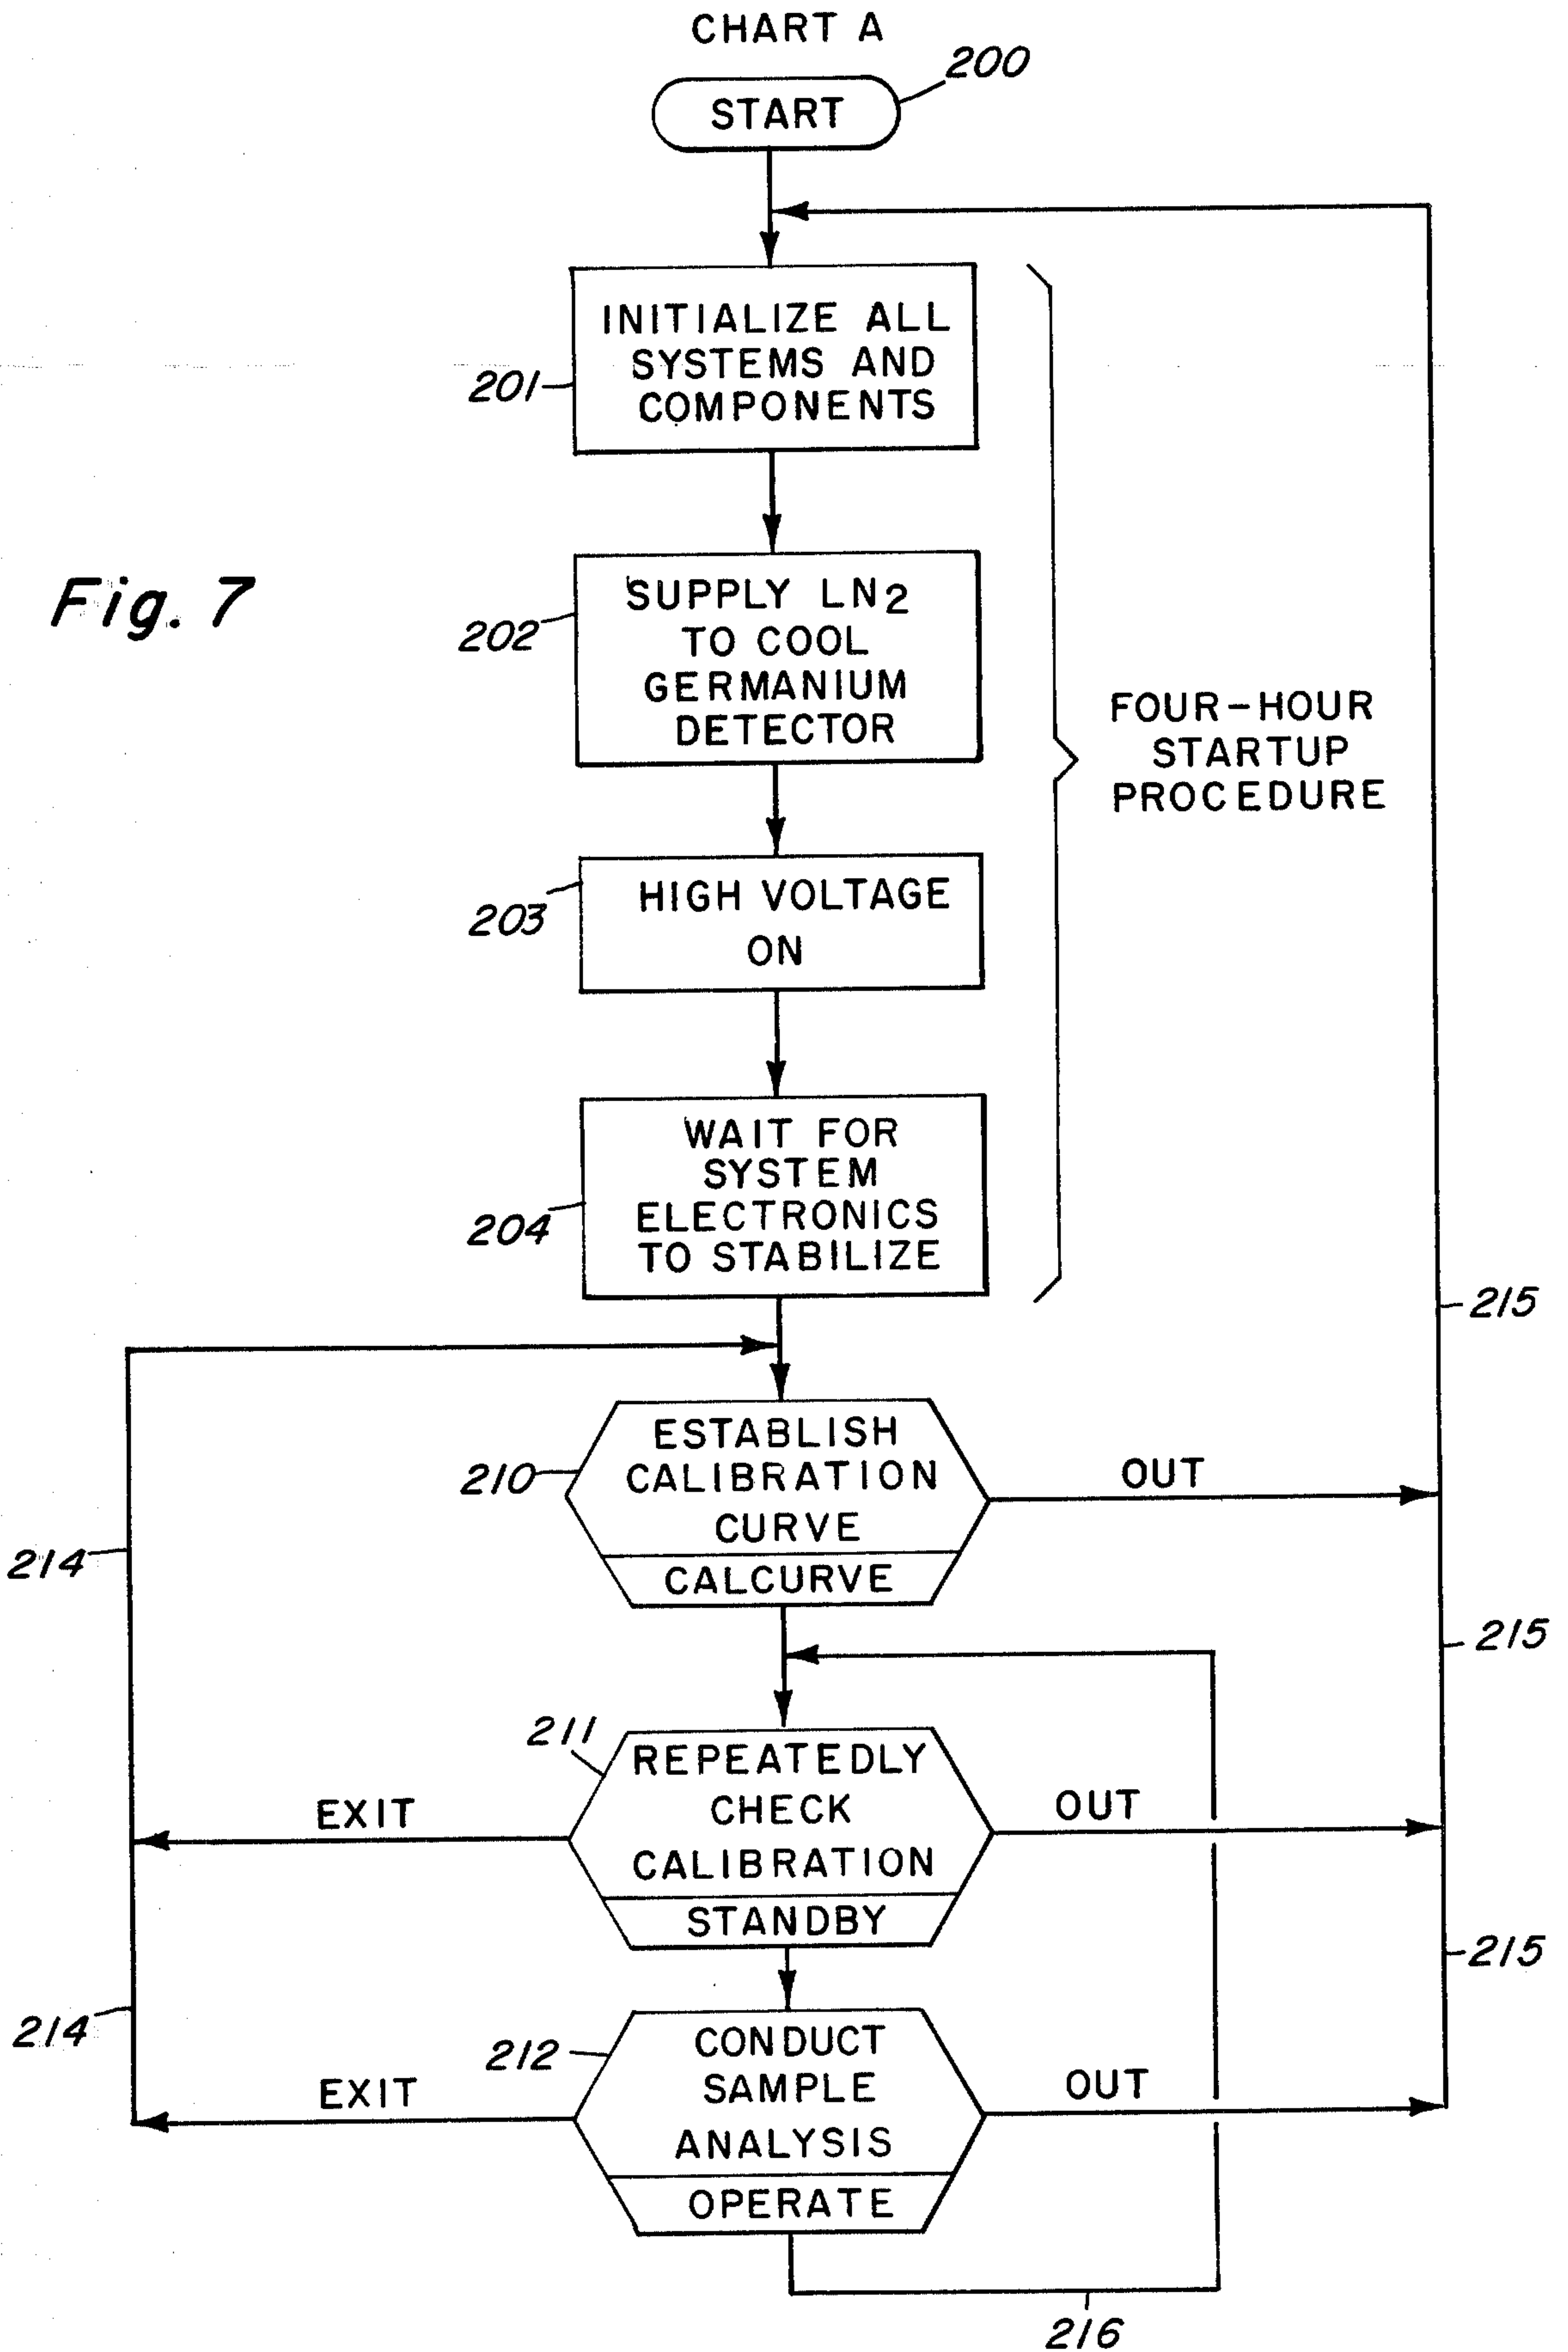 CHART A
200
START
INITIALIZE ALL
SYSTEMS AND
COMPONENTS
201
Fig. 7
SUPPLY LN2
TO COOL
GERMANIUM
DETECTOR
202
FOUR-HOUR
STARTUP
PROCEDURE
HIGH VOLTAGE
ON
203
WAIT FOR
SYSTEM
ELECTRONICS
TO STABILIZE
204
215
ESTABLISH
CALIBRATION
CURVE
CALCURVE
210
OUT
214
215
211
REPEATEDLY
CHECK
CALIBRATION
STANDBY
EXIT
OUT
215
214
212
CONDUCT
SAMPLE
ANALYSIS
OPERATE
EXIT
OUT
216